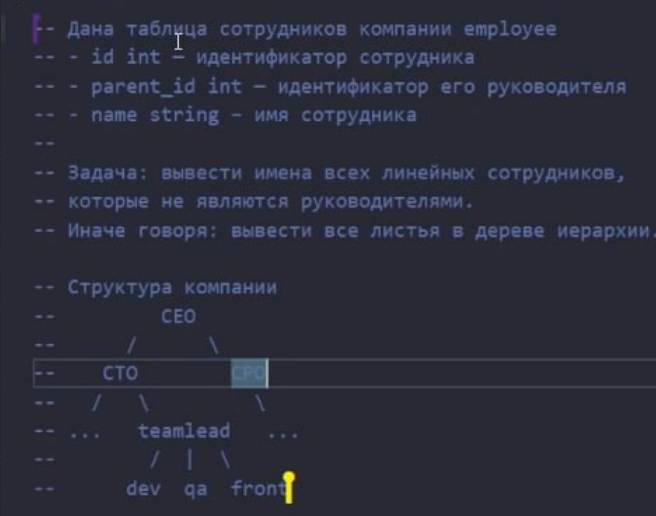 -- Дана таблица сотрудников компании employee
-- - id int — идентификатор сотрудника
-- - parent_id int — идентификатор его руководителя
-- - name string - имя сотрудника
--
-- Задача: вывести имена всех линейных сотрудников,
-- которые не являются руководителями.
-- Иначе говоря: вывести все листья в дереве иерархии.
-- Структура компании
-- CEO
-- / \
-- CTO CPO
-- / \ \
-- ... teamlead ...
-- / | \
-- dev qa front